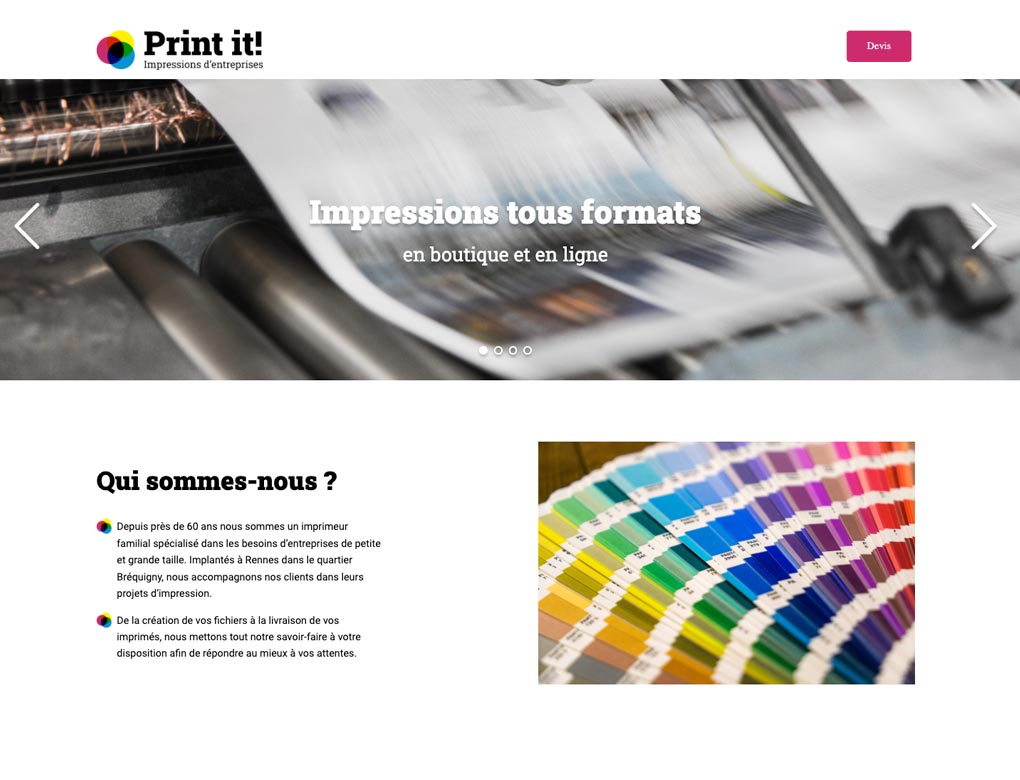 Print it!
Impressions d'entreprises
Devis
Impressions tous formats
en boutique et en ligne
Qui sommes-nous ?
Depuis près de 60 ans nous sommes un imprimeur
familial spécialisé dans les besoins d'entreprises de petite
et grande taille. Implantés à Rennes dans le quartier
Bréquigny, nous accompagnons nos clients dans leurs
projets d'impression.
De la création de vos fichiers à la livraison de vos
imprimés, nous mettons tout notre savoir-faire à votre
disposition afin de répondre au mieux à vos attentes.